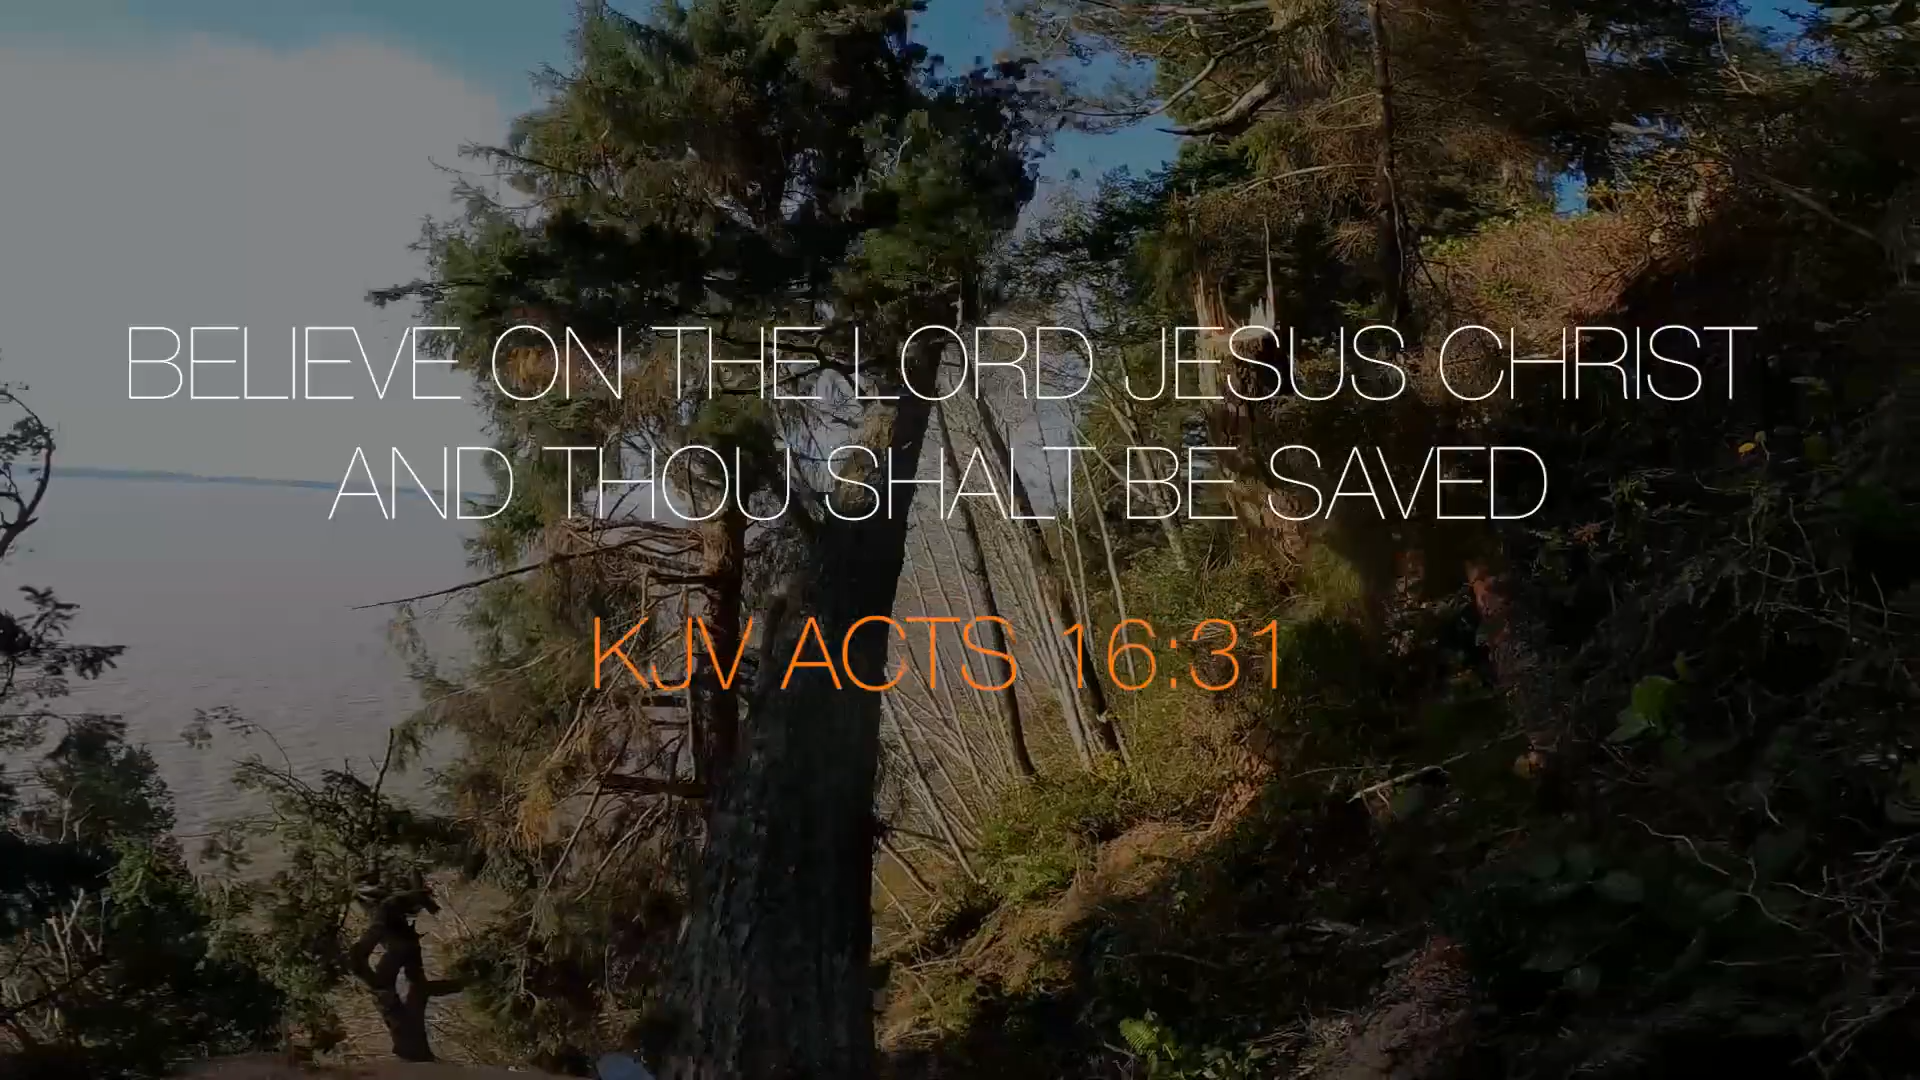 BELIEVE ON THE LORD JESUS CHRIST
AND THOU SHALT BE SAVED
KJV ACTS 16:31